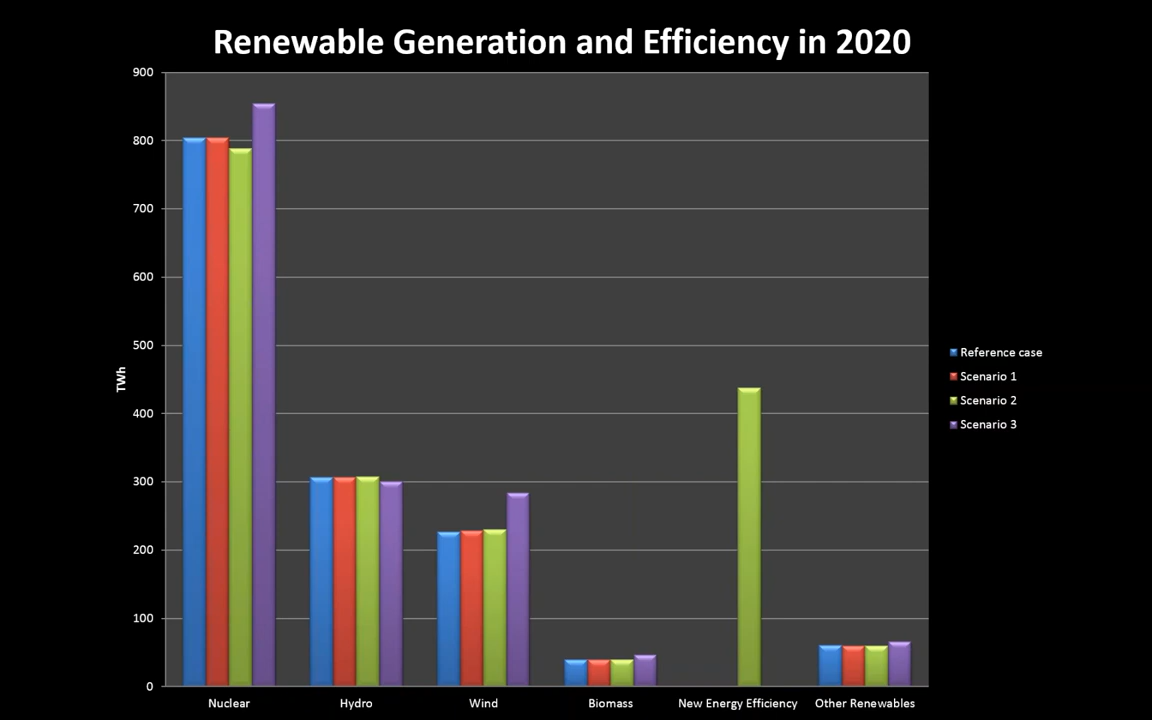 Renewable Generation and Efficiency in 2020
900
800
700
600
500
400
300
200
100
0
TWh
Nuclear
Hydro
Wind
Biomass
New Energy Efficiency
Other Renewables
Reference case
Scenario 1
Scenario 2
Scenario 3